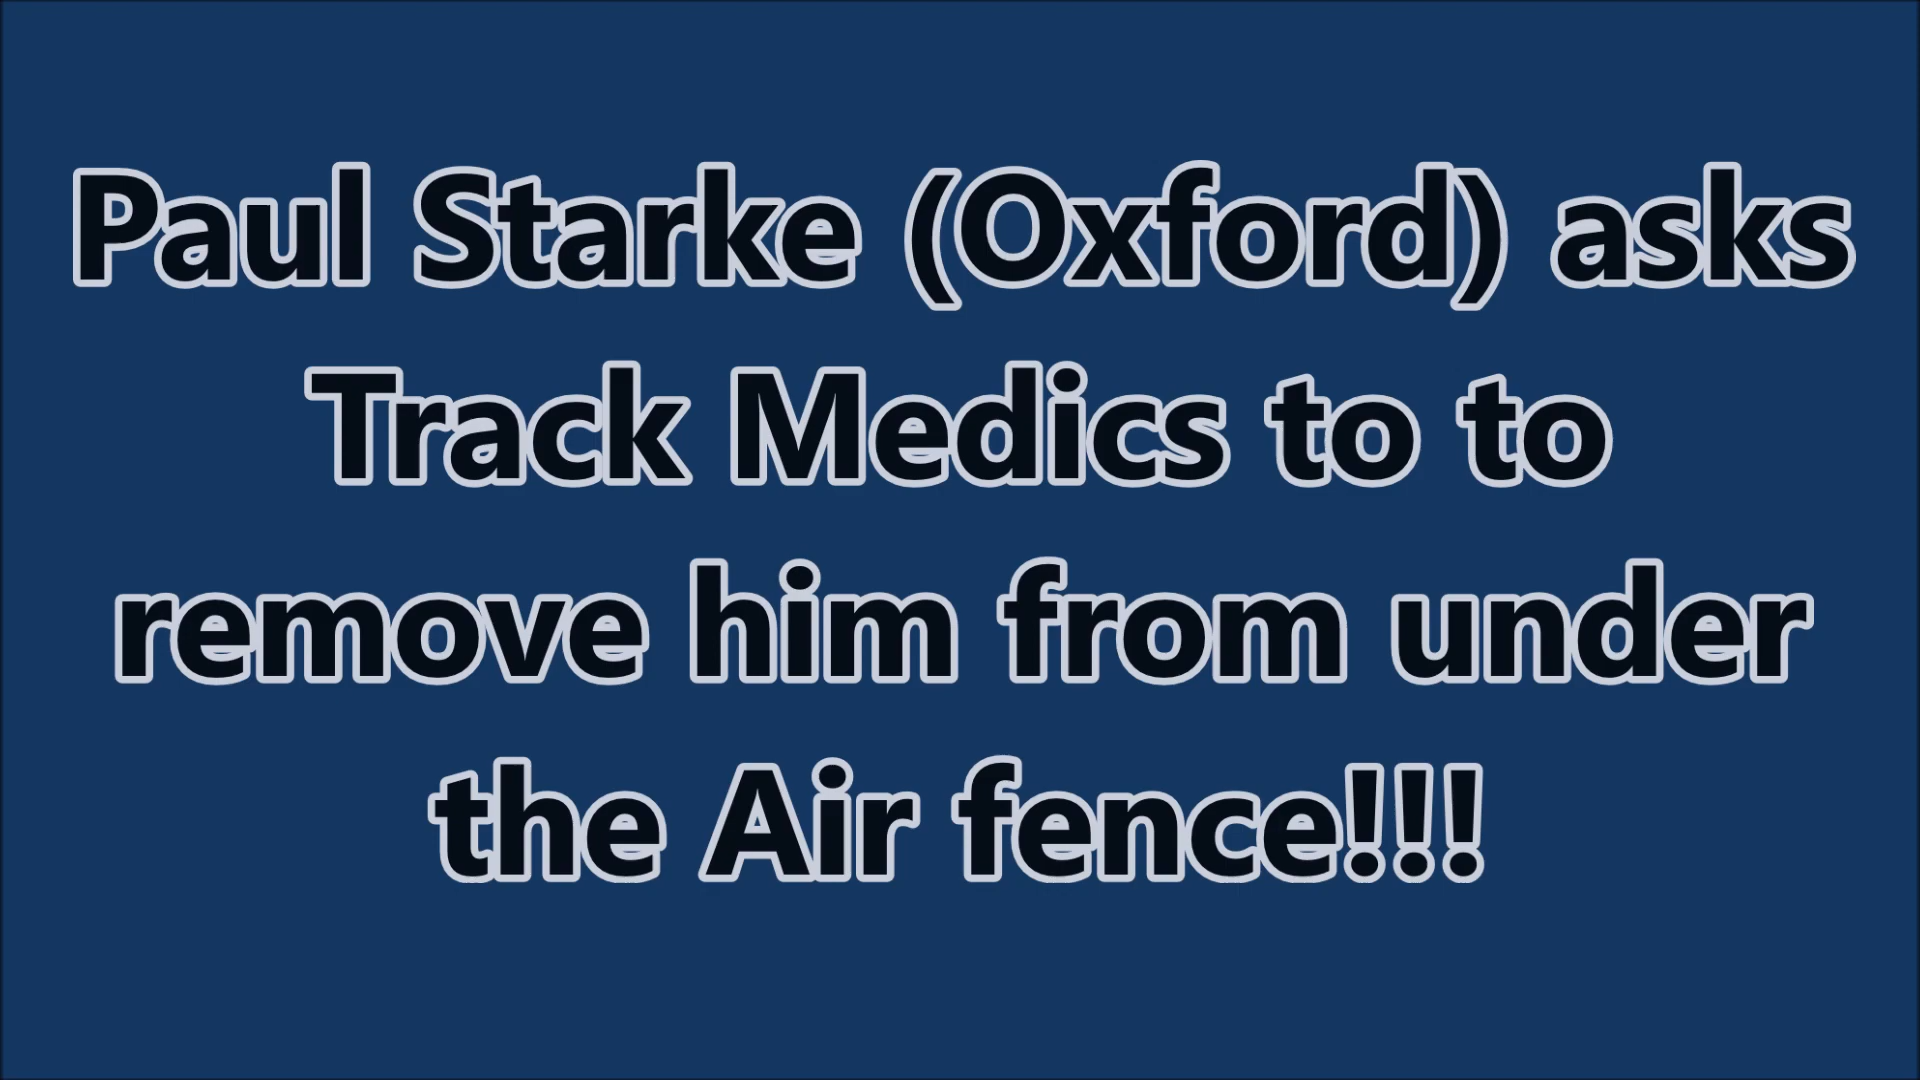 Paul Starke (Oxford) asks
Track Medics to to
remove him from under
the Air fence!!!